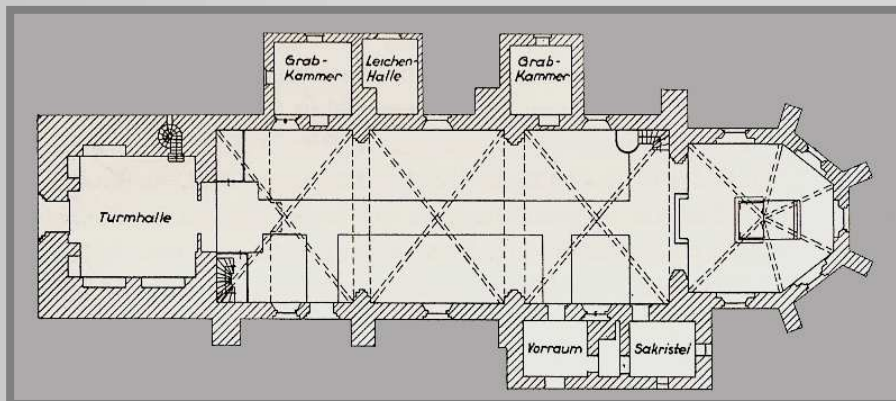 Grab-
Kammer
Leichen-
Halle
Grab-
Kammer
Turmhalle
Vorraum
Sakristei